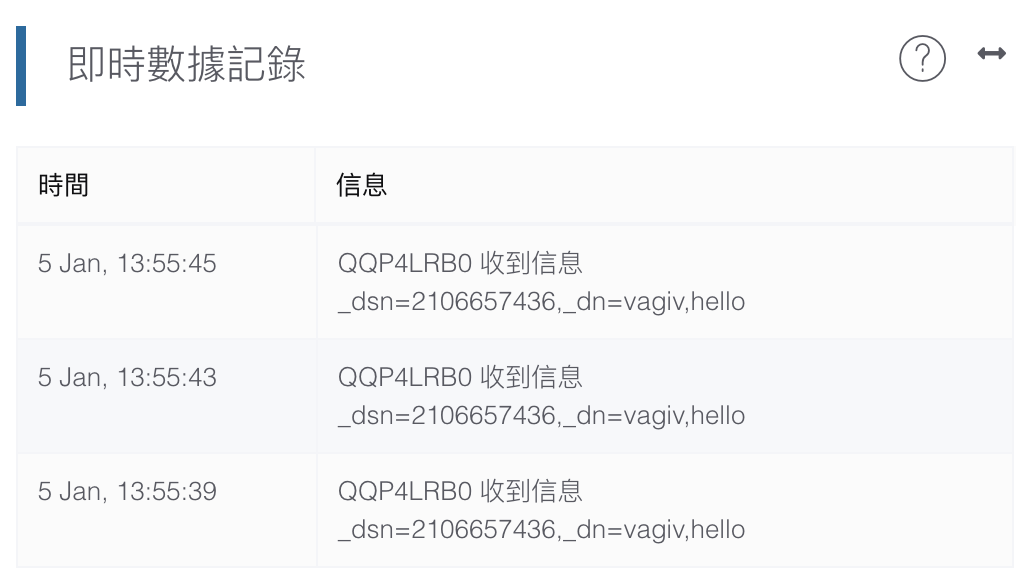 即時數據記錄
?
時間 信息
5 Jan, 13:55:45 QQP4LRB0 收到信息
_dsn=2106657436,_dn=vagiv,hello
5 Jan, 13:55:43 QQP4LRB0 收到信息
_dsn=2106657436,_dn=vagiv,hello
5 Jan, 13:55:39 QQP4LRB0 收到信息
_dsn=2106657436,_dn=vagiv,hello